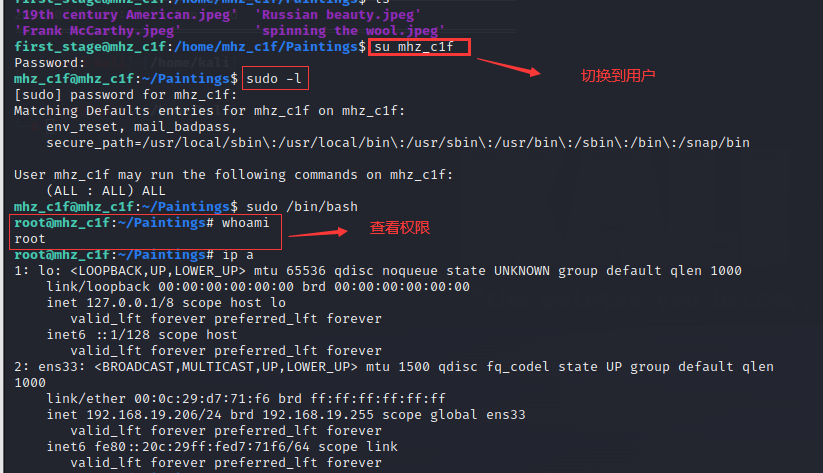 '19th century American.jpeg'  'Russian beauty.jpeg'
'Frank McCarthy.jpeg'         'spinning the wool.jpeg'
first_stage@mhz_c1f:/home/mhz_c1f/Paintings$ su mhz_c1f
Password:
切换到用户
mhz_c1f@mhz_c1f:~/Paintings$ sudo -l
[sudo] password for mhz_c1f:
Matching Defaults entries for mhz_c1f on mhz_c1f:
    env_reset, mail_badpass,
    secure_path=/usr/local/sbin\:/usr/local/bin\:/usr/sbin\:/usr/bin\:/sbin\:/bin\:/snap/bin
User mhz_c1f may run the following commands on mhz_c1f:
    (ALL : ALL) ALL
mhz_c1f@mhz_c1f:~/Paintings$ sudo /bin/bash
root@mhz_c1f:~/Paintings# whoami
查看权限
root
root@mhz_c1f:~/Paintings# ip a
1: lo: <LOOPBACK,UP,LOWER_UP> mtu 65536 qdisc noqueue state UNKNOWN group default qlen 1000
    link/loopback 00:00:00:00:00:00 brd 00:00:00:00:00:00
    inet 127.0.0.1/8 scope host lo
       valid_lft forever preferred_lft forever
    inet6 ::1/128 scope host
       valid_lft forever preferred_lft forever
2: ens33: <BROADCAST,MULTICAST,UP,LOWER_UP> mtu 1500 qdisc fq_codel state UP group default qlen
1000
    link/ether 00:0c:29:d7:71:f6 brd ff:ff:ff:ff:ff:ff
    inet 192.168.19.206/24 brd 192.168.19.255 scope global ens33
       valid_lft forever preferred_lft forever
    inet6 fe80::20c:29ff:fed7:71f6/64 scope link
       valid_lft forever preferred_lft forever